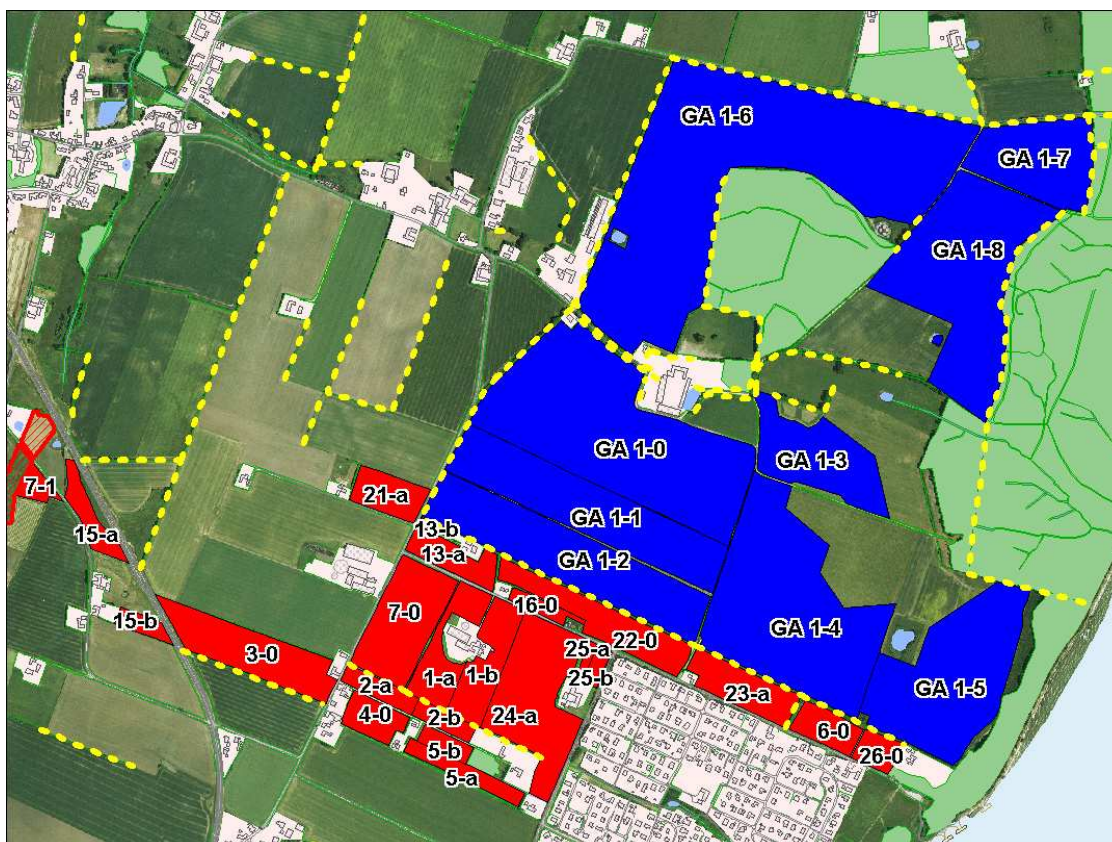 GA 1-6
GA 1-7
GA 1-8
GA 1-0
GA 1-3
7-1
21-a
GA 1-1
15-a
13-b
13-a
GA 1-2
7-0
16-0
GA 1-4
15-b
3-0
25-a
22-0
1-a
1-b
25-b
2-a
23-a
GA 1-5
4-0
2-b
24-a
6-0
5-b
26-0
5-a